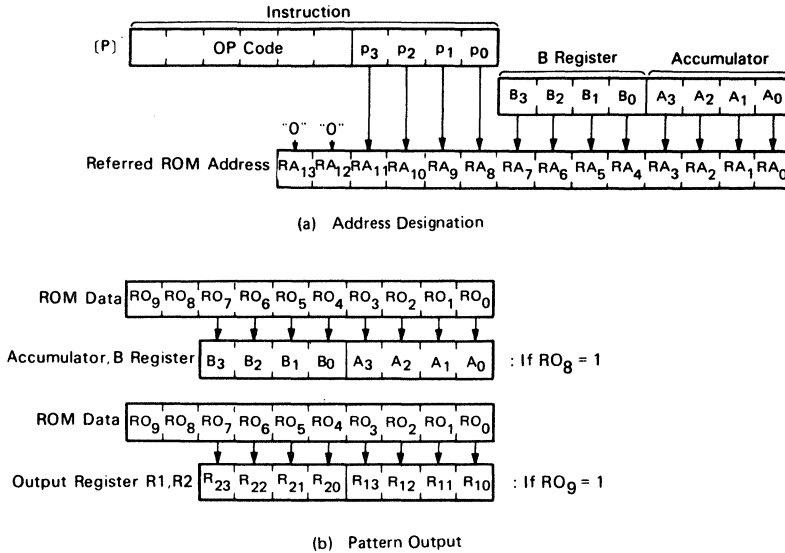 Instruction
[P] OP Code p3 p2 p1 p0
B Register Accumulator
B3 B2 B1 B0 A3 A2 A1 A0
"0" "0"
Referred ROM Address RA13 RA12 RA11 RA10 RA9 RA8 RA7 RA6 RA5 RA4 RA3 RA2 RA1 RA0
(a) Address Designation
ROM Data RO9 RO8 RO7 RO6 RO5 RO4 RO3 RO2 RO1 RO0
Accumulator, B Register B3 B2 B1 B0 A3 A2 A1 A0 : If RO8 = 1
ROM Data RO9 RO8 RO7 RO6 RO5 RO4 RO3 RO2 RO1 RO0
Output Register R1, R2 R23 R22 R21 R20 R13 R12 R11 R10 : If RO9 = 1
(b) Pattern Output